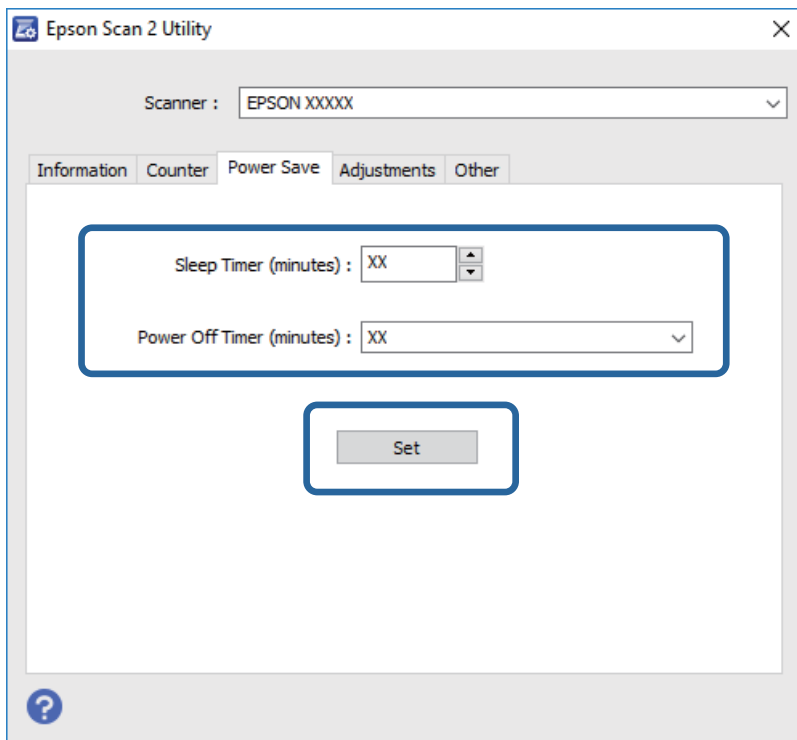 Epson Scan 2 Utility
Scanner : EPSON XXXXX
Information Counter Power Save Adjustments Other
Sleep Timer (minutes) : XX
Power Off Timer (minutes) : XX
Set
?